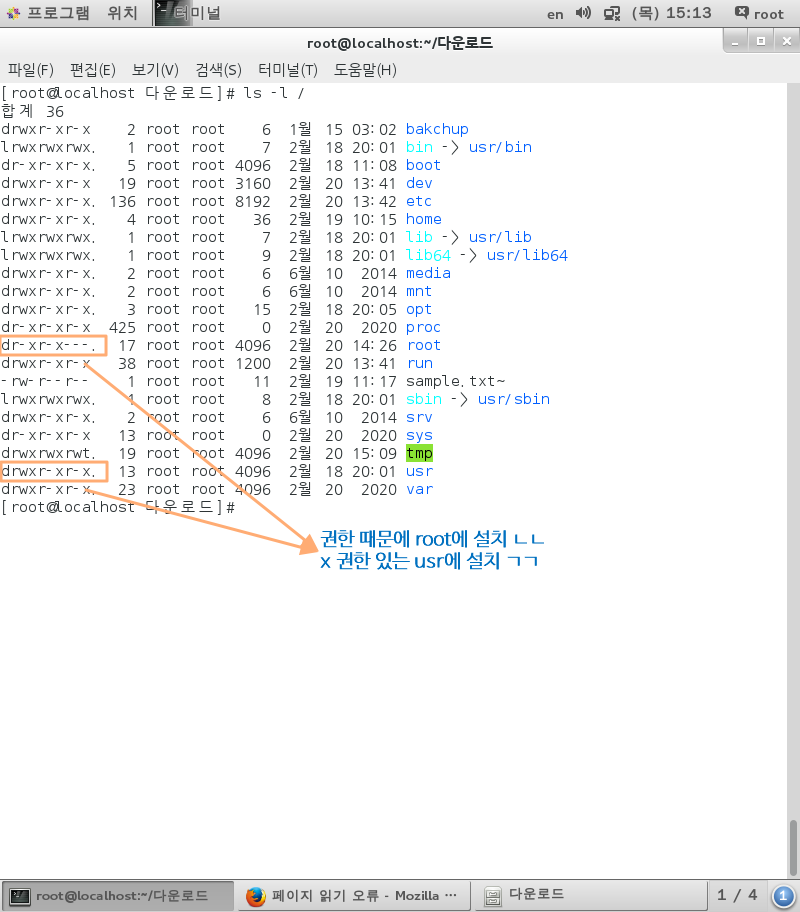 프로그램 위치 터미널 en (목) 15:13 root
root@localhost:~/다운로드
파일(F) 편집(E) 보기(V) 검색(S) 터미널(T) 도움말(H)
[root@localhost 다운로드]# ls -l /
합계 36
drwxr-xr-x 2 root root 6 1월 15 03:02 bakchup
lrwxrwxrwx. 1 root root 7 2월 18 20:01 bin -> usr/bin
dr-xr-xr-x. 5 root root 4096 2월 18 11:08 boot
drwxr-xr-x 19 root root 3160 2월 20 13:41 dev
drwxr-xr-x. 136 root root 8192 2월 20 13:42 etc
drwxr-xr-x. 4 root root 36 2월 19 10:15 home
lrwxrwxrwx. 1 root root 7 2월 18 20:01 lib -> usr/lib
lrwxrwxrwx. 1 root root 9 2월 18 20:01 lib64 -> usr/lib64
drwxr-xr-x. 2 root root 6 6월 10 2014 media
drwxr-xr-x. 2 root root 6 6월 10 2014 mnt
drwxr-xr-x. 3 root root 15 2월 18 20:05 opt
dr-xr-xr-x 425 root root 0 2월 20 2020 proc
dr-xr-x---. 17 root root 4096 2월 20 14:26 root
drwxr-xr-x 38 root root 1200 2월 20 13:41 run
-rw-r--r-- 1 root root 11 2월 19 11:17 sample.txt~
lrwxrwxrwx. 1 root root 8 2월 18 20:01 sbin -> usr/sbin
drwxr-xr-x. 2 root root 6 6월 10 2014 srv
dr-xr-xr-x 13 root root 0 2월 20 2020 sys
drwxrwxrwt. 19 root root 4096 2월 20 15:09 tmp
drwxr-xr-x. 13 root root 4096 2월 18 20:01 usr
drwxr-xr-x. 23 root root 4096 2월 20 2020 var
[root@localhost 다운로드]#
권한 때문에 root에 설치 ㄴㄴ
x 권한 있는 usr에 설치 ㄱㄱ
root@localhost:~/다운로드 페이지 읽기 오류 - Mozilla ··· 다운로드 1 / 4 1